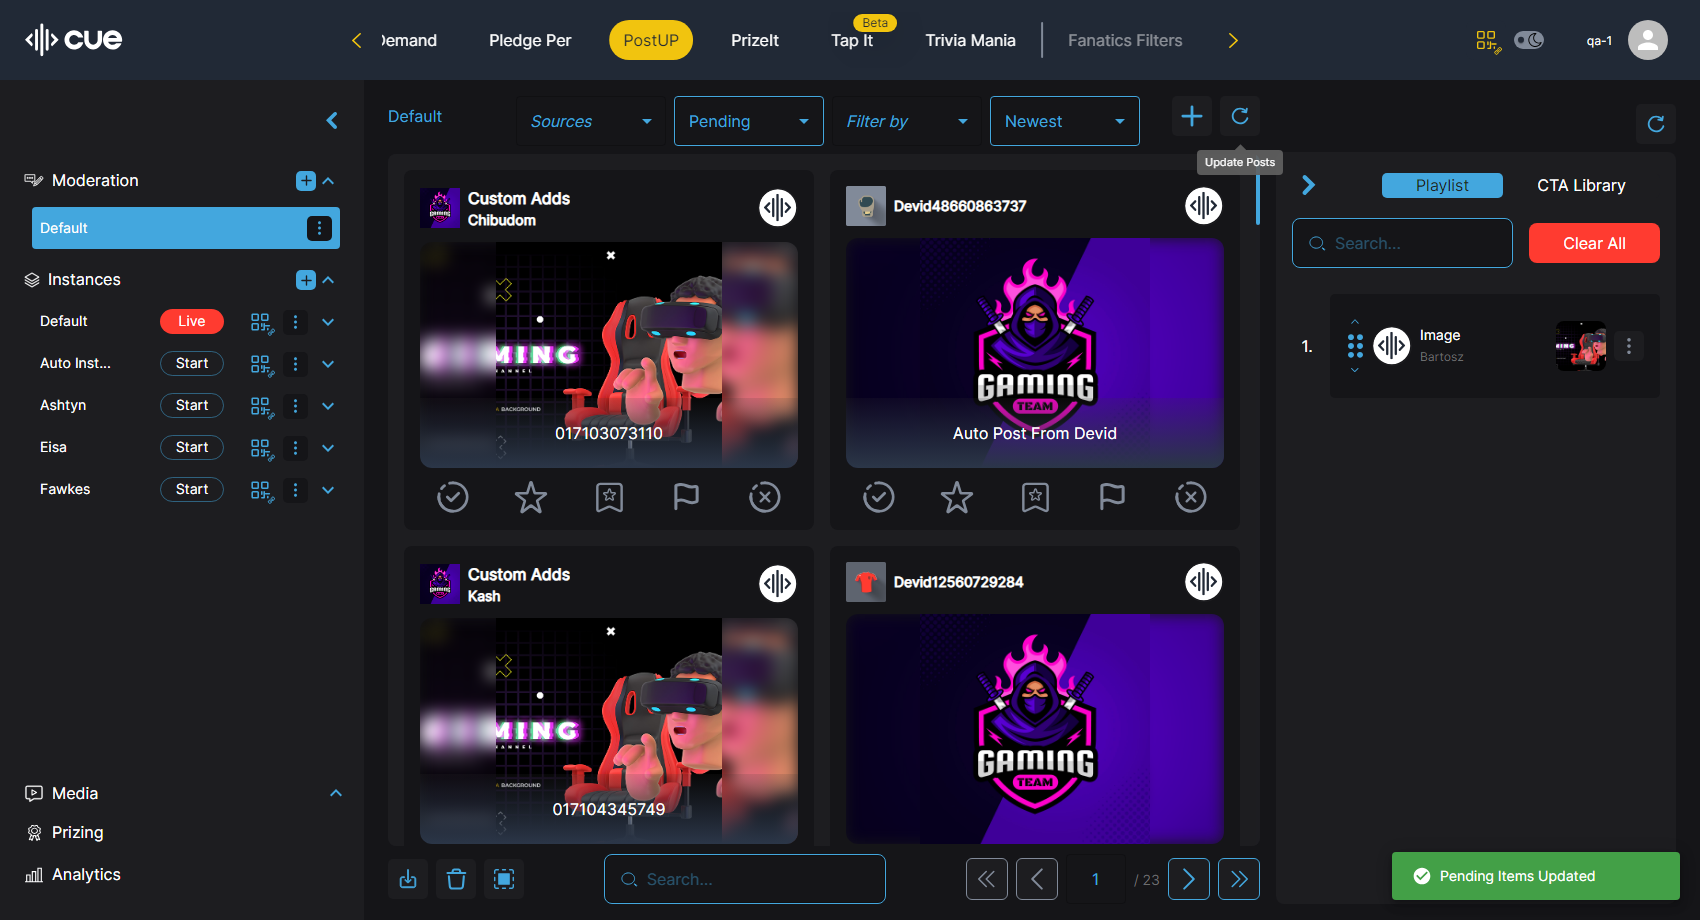 cue
Demand
Pledge Per
PostUP
PrizeIt
Beta
Tap It
Trivia Mania
Fanatics Filters
qa-1
Default
Sources
Pending
Filter by
Newest
Update Posts
Moderation
Default
Instances
Default
Live
Auto Inst...
Start
Ashtyn
Start
Eisa
Start
Fawkes
Start
Media
Prizing
Analytics
Custom Adds
Chibudom
MING
BACKGROUND
017103073110
Devid48660863737
GAMING
TEAM
Auto Post From Devid
Custom Adds
Kash
MING
BACKGROUND
017104345749
Devid12560729284
GAMING
TEAM
Search...
1
/ 23
Playlist
CTA Library
Search...
Clear All
1.
Image
Bartosz
Pending Items Updated